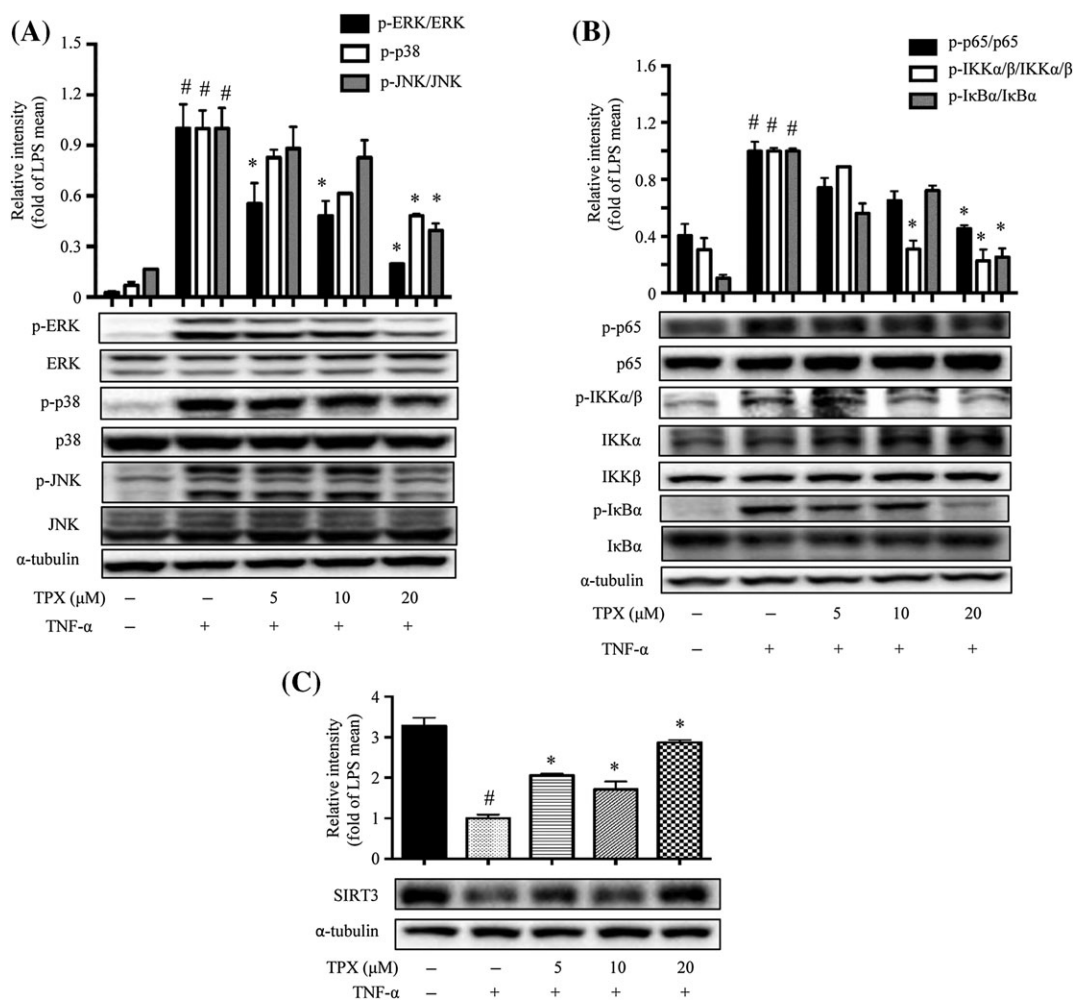 (A)
p-ERK/ERK
p-p38
p-JNK/JNK
Relative intensity
(fold of LPS mean)
1.5
1.2
0.9
0.6
0.3
0
# # #
*
*
*
* *
p-ERK
ERK
p-p38
p38
p-JNK
JNK
α-tubulin
TPX (μM) – – 5 10 20
TNF-α – + + + +
(B)
p-p65/p65
p-IKKα/β/IKKα/β
p-IκBα/IκBα
Relative intensity
(fold of LPS mean)
1.6
1.2
0.8
0.4
0
# # #
*
* * *
p-p65
p65
p-IKKα/β
IKKα
IKKβ
p-IκBα
IκBα
α-tubulin
TPX (μM) – – 5 10 20
TNF-α – + + + +
(C)
Relative intensity
(fold of LPS mean)
4
3
2
1
0
#
*
*
*
SIRT3
α-tubulin
TPX (μM) – – 5 10 20
TNF-α – + + + +